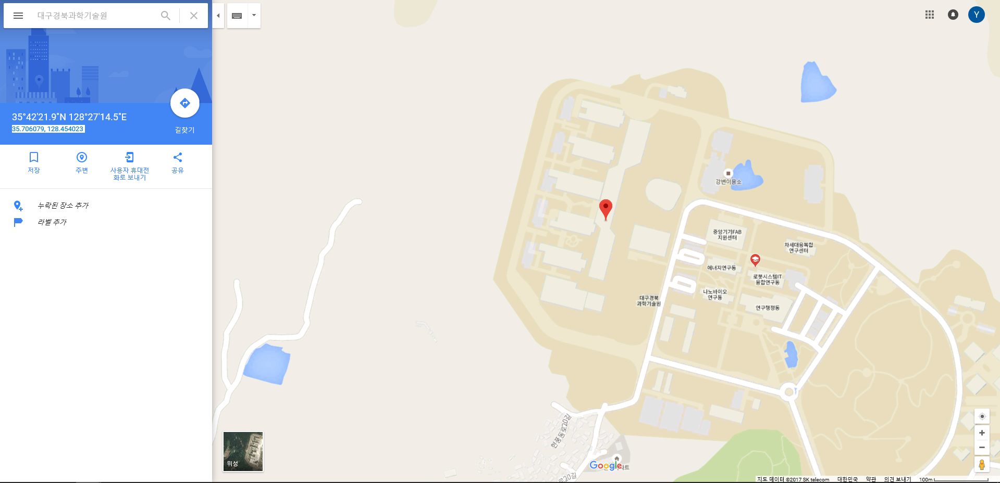 대구경북과학기술원
Y
35°42'21.9"N 128°27'14.5"E
35.706079, 128.454023
길찾기
저장
주변
사용자 휴대전
화로 보내기
공유
누락된 장소 추가
라벨 추가
강변이용소
중앙기기FAB
지원센터
차세대융복합
연구센터
에너지연구동
로봇시스템IT
융합연구동
나노바이오
연구동
대구경북
과학기술원
연구행정동
현풍동로20길
로20길
위성
Google
트
지도 데이터 ©2017 SK telecom 대한민국 약관 의견 보내기 100m